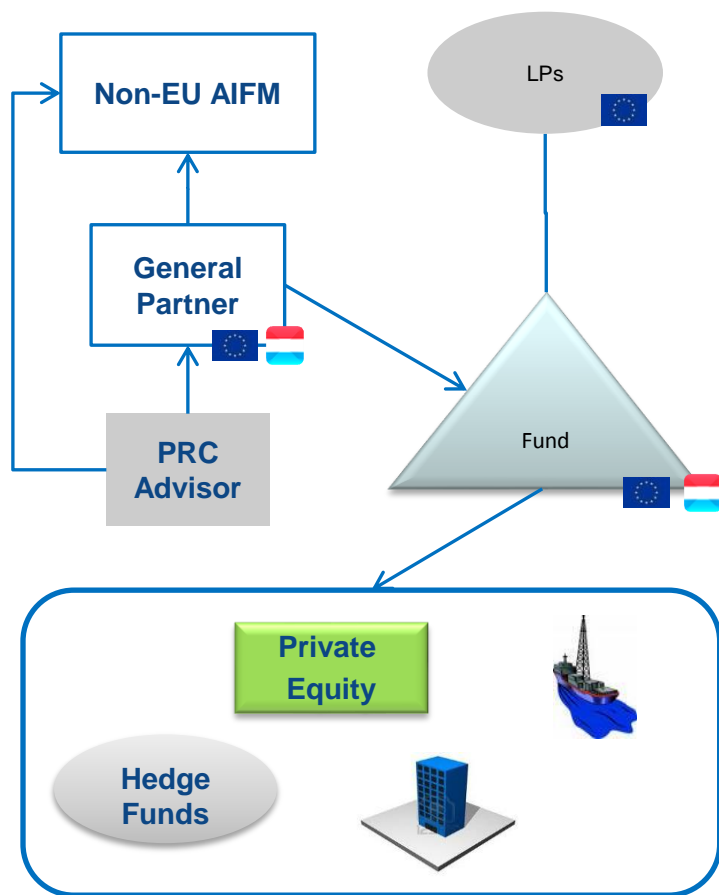 Non-EU AIFM
LPs
General
Partner
PRC
Advisor
Fund
Private
Equity
Hedge
Funds